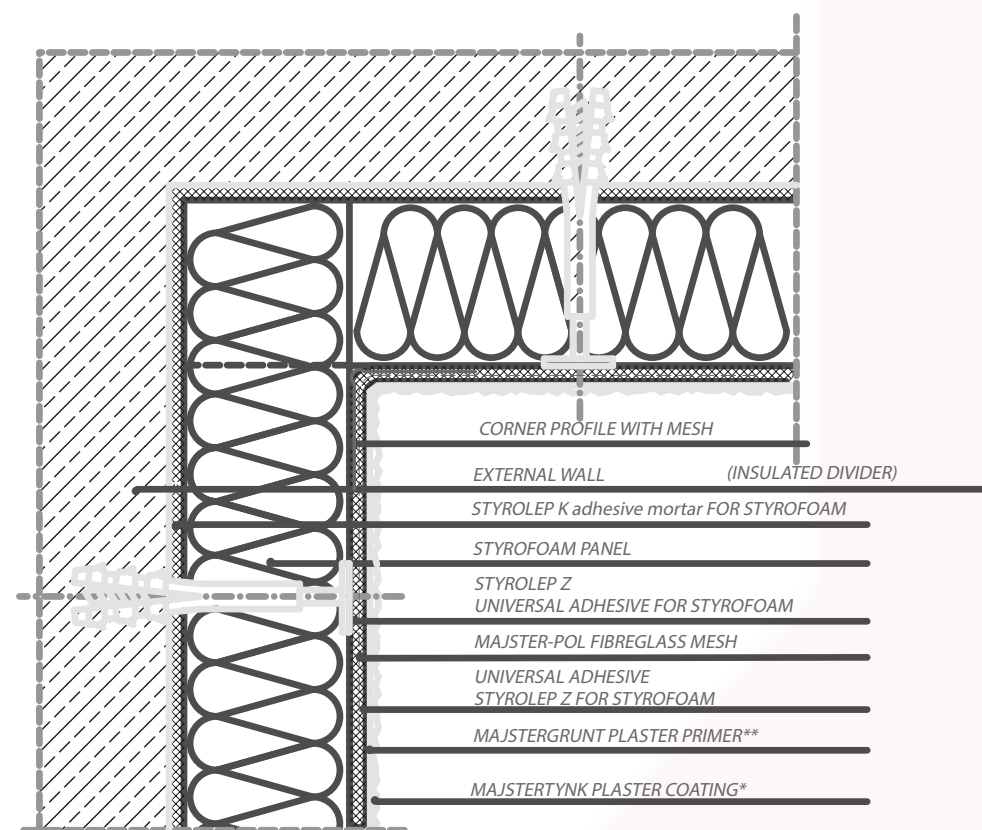 CORNER PROFILE WITH MESH
EXTERNAL WALL (INSULATED DIVIDER)
STYROLEP K adhesive mortar FOR STYROFOAM
STYROFOAM PANEL
STYROLEP Z
UNIVERSAL ADHESIVE FOR STYROFOAM
MAJSTER-POL FIBREGLASS MESH
UNIVERSAL ADHESIVE
STYROLEP Z FOR STYROFOAM
MAJSTERGRUNT PLASTER PRIMER**
MAJSTERTYNK PLASTER COATING*